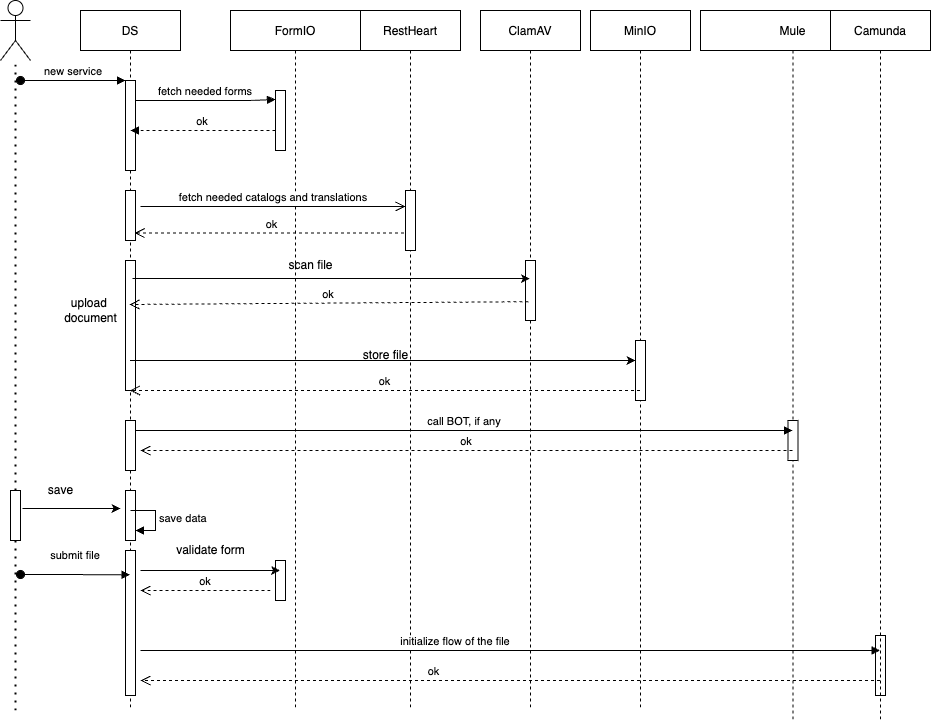 DS
FormIO
RestHeart
ClamAV
MinIO
Mule
Camunda
new service
fetch needed forms
ok
fetch needed catalogs and translations
ok
scan file
ok
upload
document
store file
ok
call BOT, if any
ok
save
save data
validate form
submit file
ok
initialize flow of the file
ok